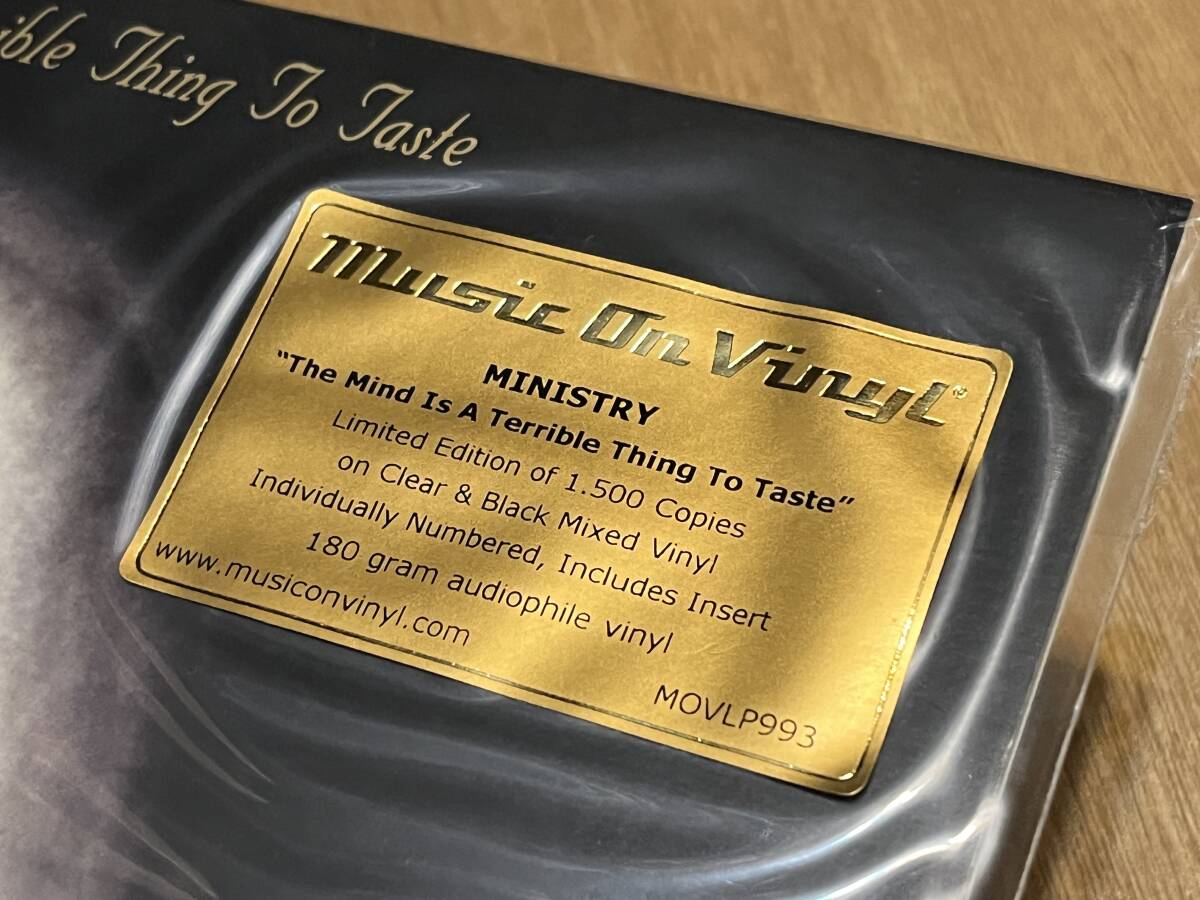 ible Thing To Taste
Music On Vinyl®
MINISTRY
"The Mind Is A Terrible Thing To Taste"
Limited Edition of 1.500 Copies
on Clear & Black Mixed Vinyl
Individually Numbered, Includes Insert
180 gram audiophile vinyl
www.musiconvinyl.com
MOVLP993